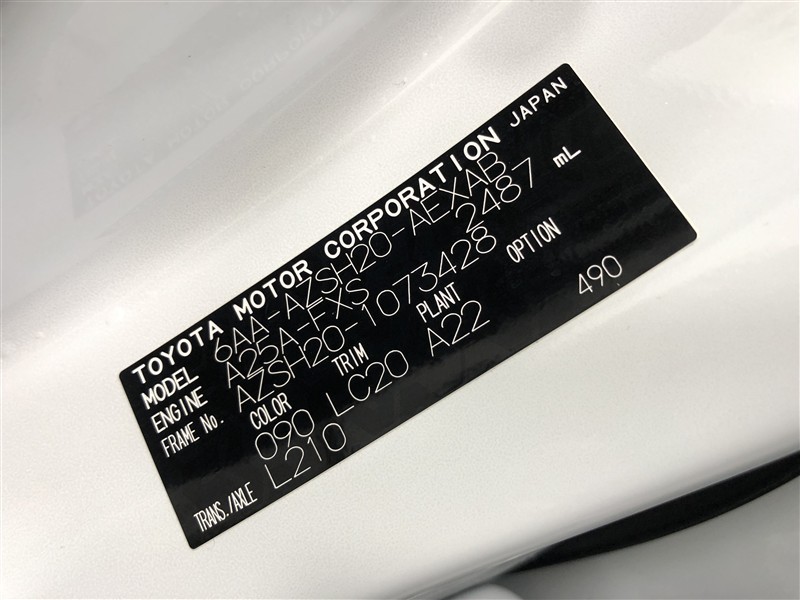 TOYOTA MOTOR CORPORATION JAPAN
MODEL 6AA-AZSH20-AEXAB
ENGINE A25A-FXS 2487 mL
FRAME No. AZSH20-1073428
COLOR TRIM PLANT OPTION
090 LC20 A22 490
TRANS./AXLE L210